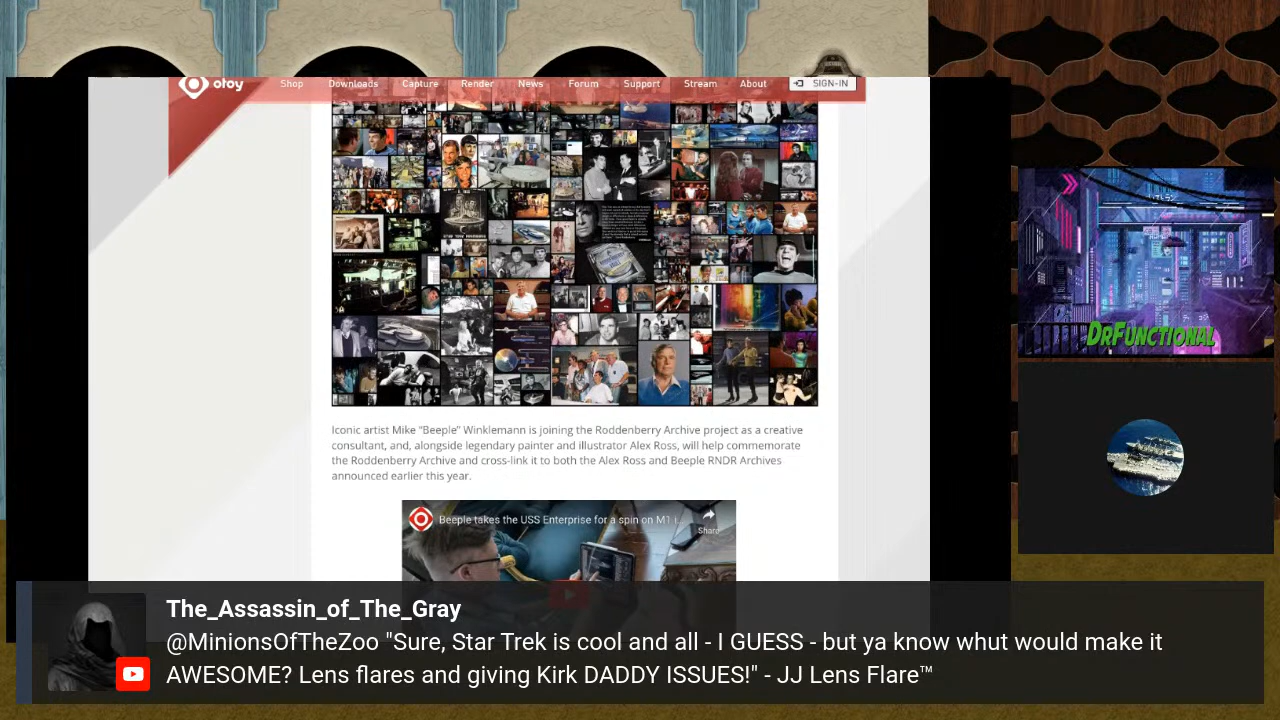 otoy
Shop Downloads Capture Render News Forum Support Stream About SIGN-IN
Iconic artist Mike "Beeple" Winklemann is joining the Roddenberry Archive project as a creative
consultant, and, alongside legendary painter and illustrator Alex Ross, will help commemorate
the Roddenberry Archive and cross-link it to both the Alex Ross and Beeple RNDR Archives
announced earlier this year.
Beeple takes the USS Enterprise for a spin on M1 i...
Share
DRFUNCTIONAL
The_Assassin_of_The_Gray
@MinionsOfTheZoo "Sure, Star Trek is cool and all - I GUESS - but ya know whut would make it
AWESOME? Lens flares and giving Kirk DADDY ISSUES!" - JJ Lens Flare™